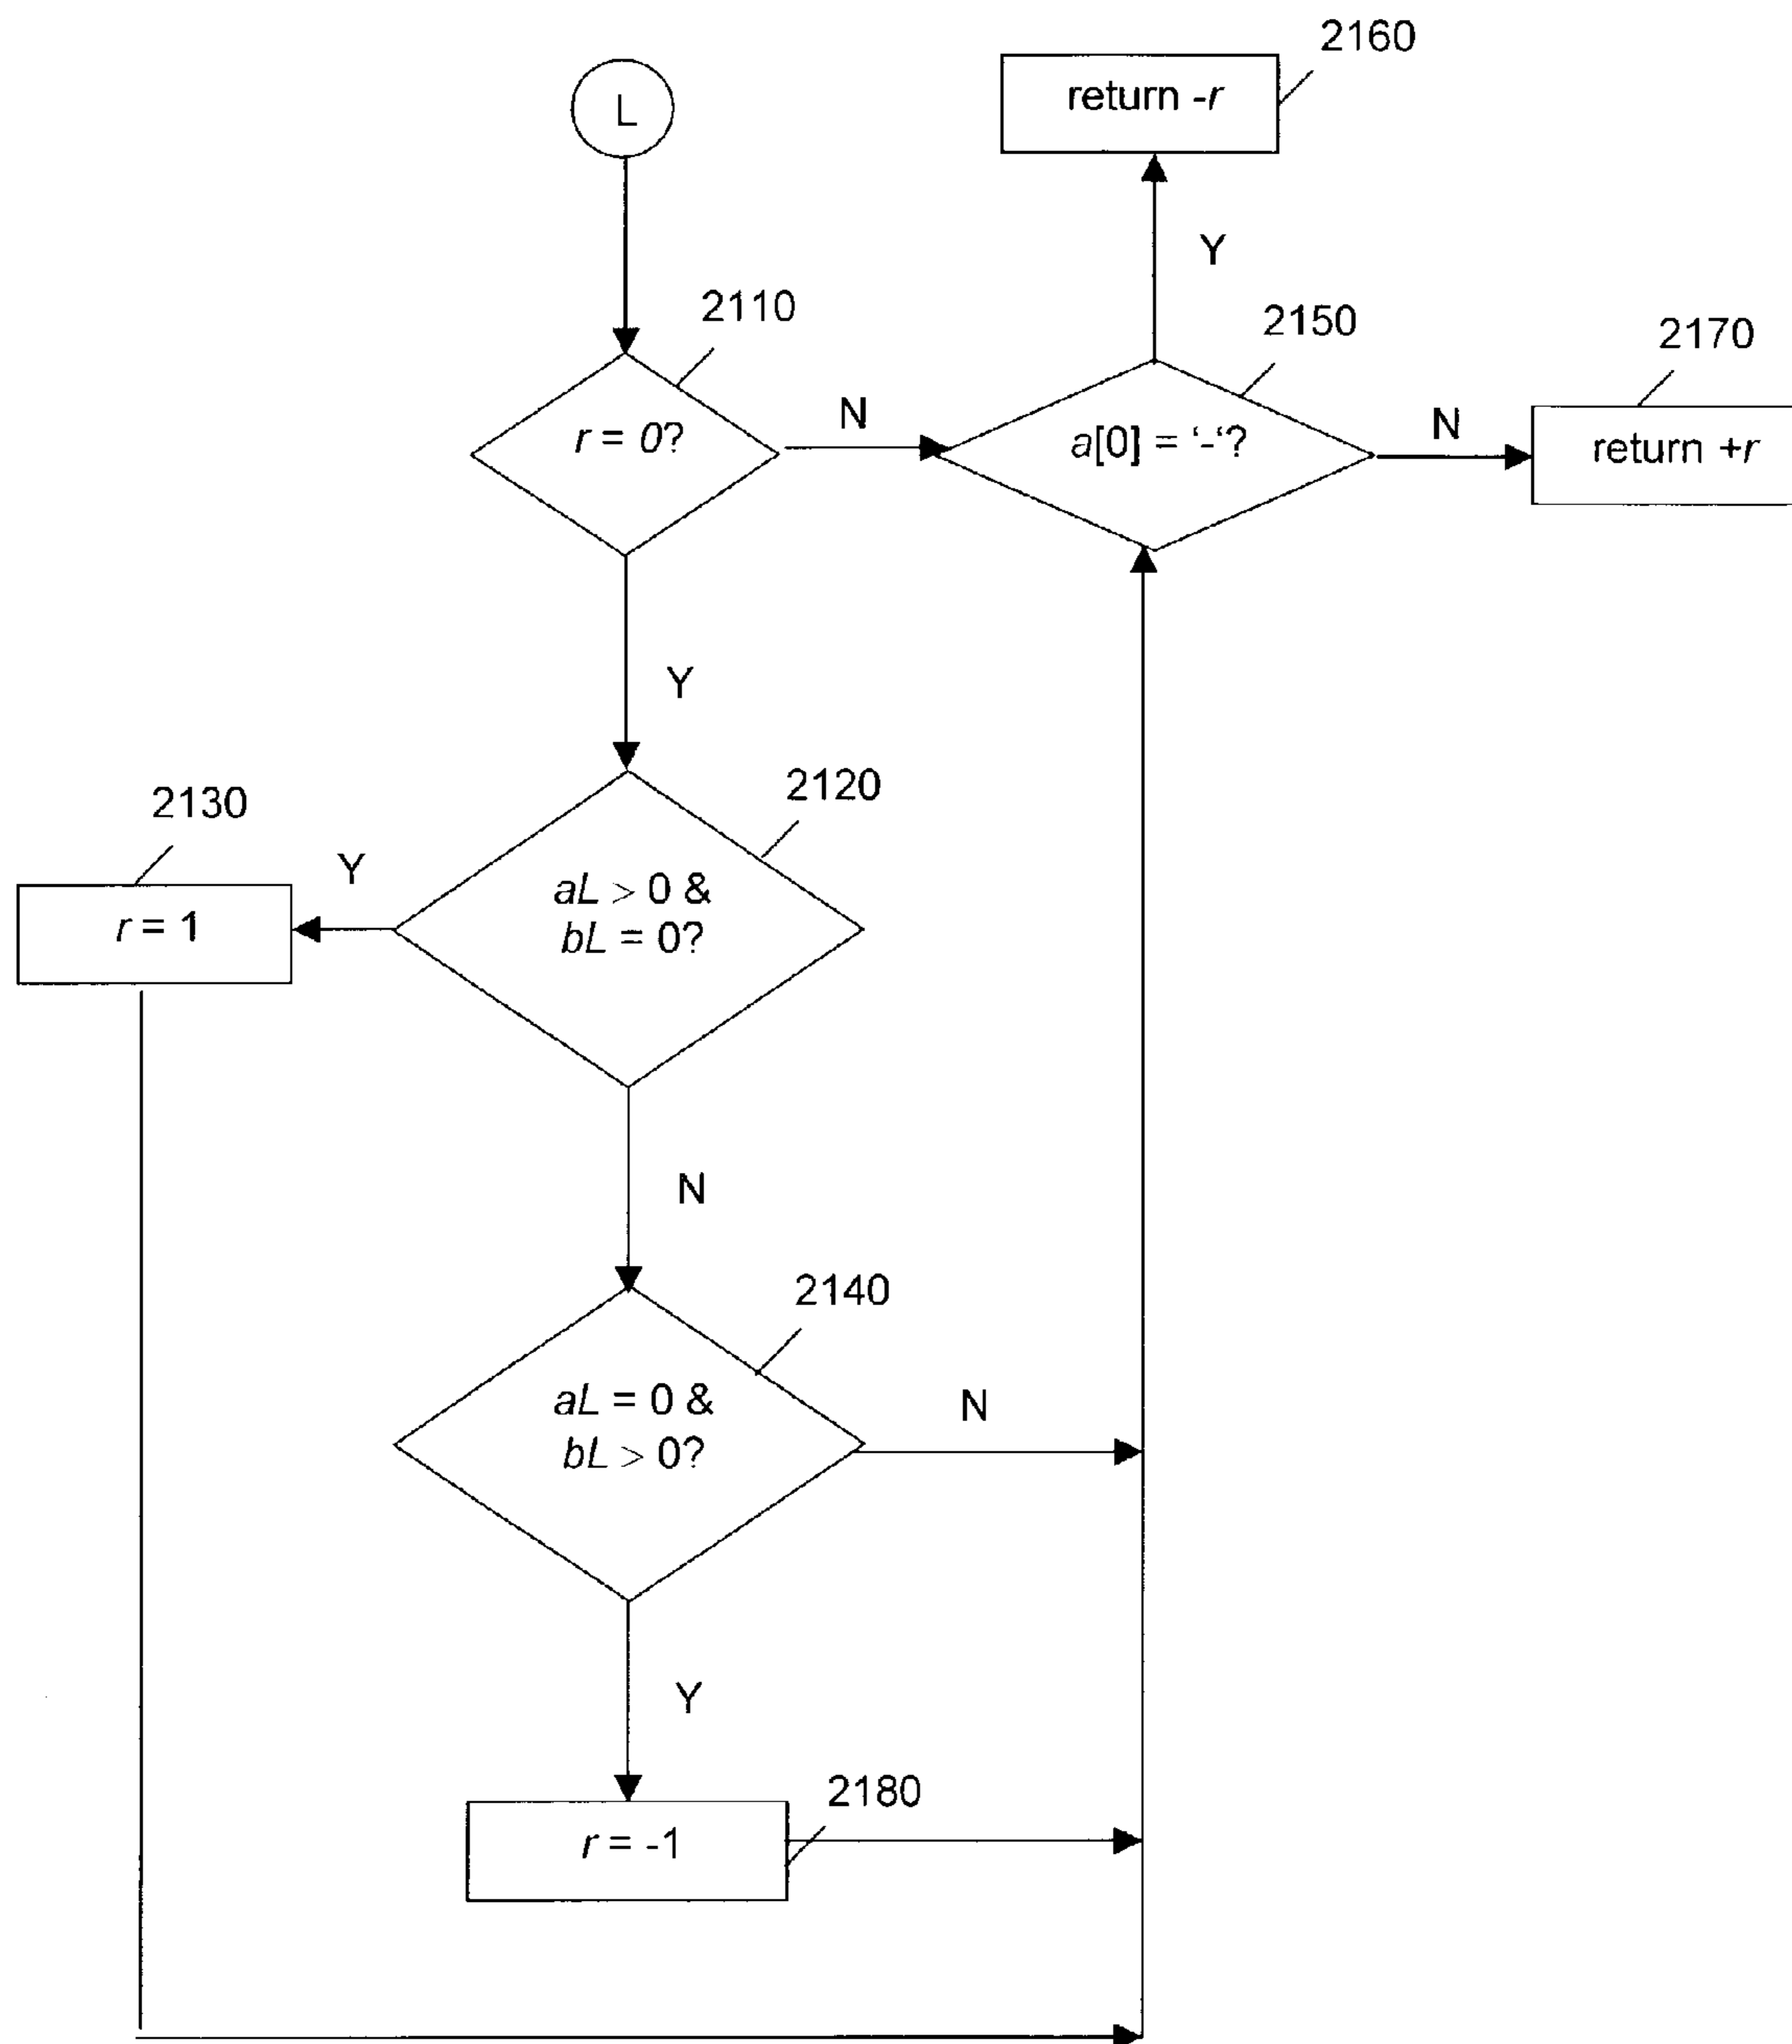 2160
return -r
L
2110
2150
2170
Y
r = 0?
N
a[0] = ‘-‘?
N
return +r
Y
2130
2120
Y
r = 1
aL > 0 &
bL = 0?
N
2140
aL = 0 &
bL > 0?
N
Y
2180
r = -1